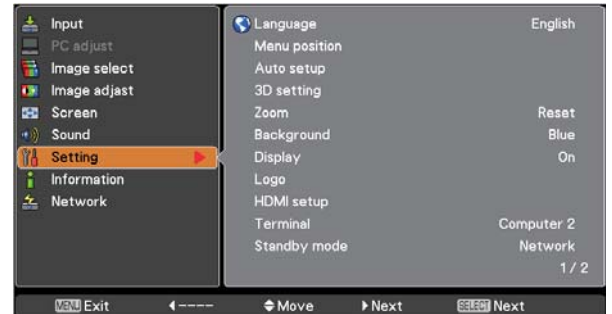 Input
PC adjust
Image select
Image adjast
Screen
Sound
Setting
Information
Network
Language English
Menu position
Auto setup
3D setting
Zoom Reset
Background Blue
Display On
Logo
HDMI setup
Terminal Computer 2
Standby mode Network
1 / 2
MENU Exit ---- Move Next SELECT Next